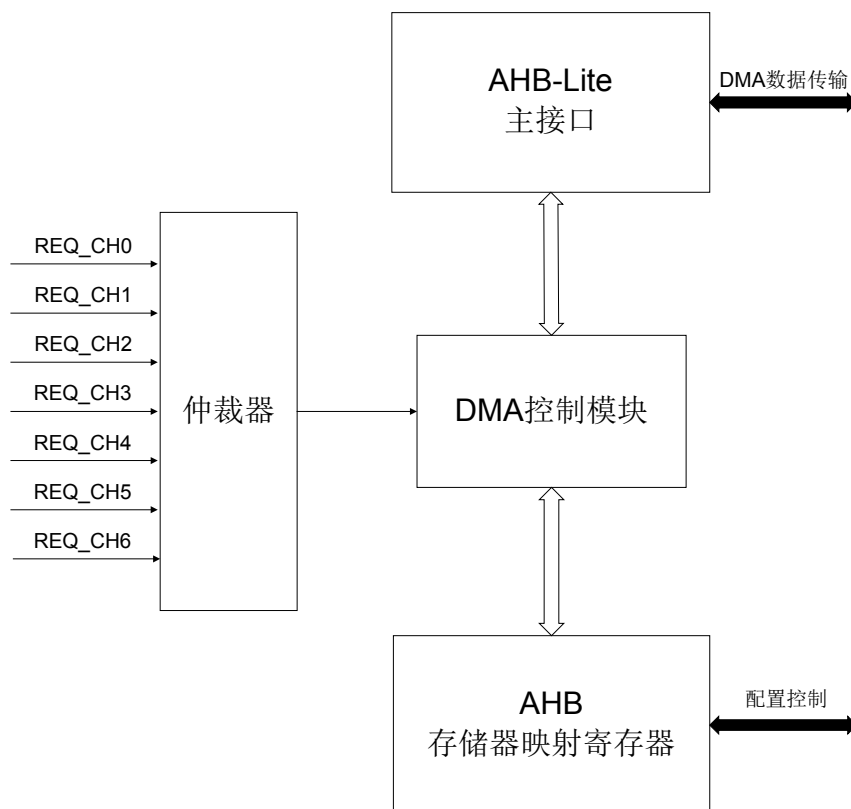 AHB-Lite
主接口
DMA数据传输
REQ_CH0
REQ_CH1
REQ_CH2
REQ_CH3
REQ_CH4
REQ_CH5
REQ_CH6
仲裁器
DMA控制模块
AHB
存储器映射寄存器
配置控制